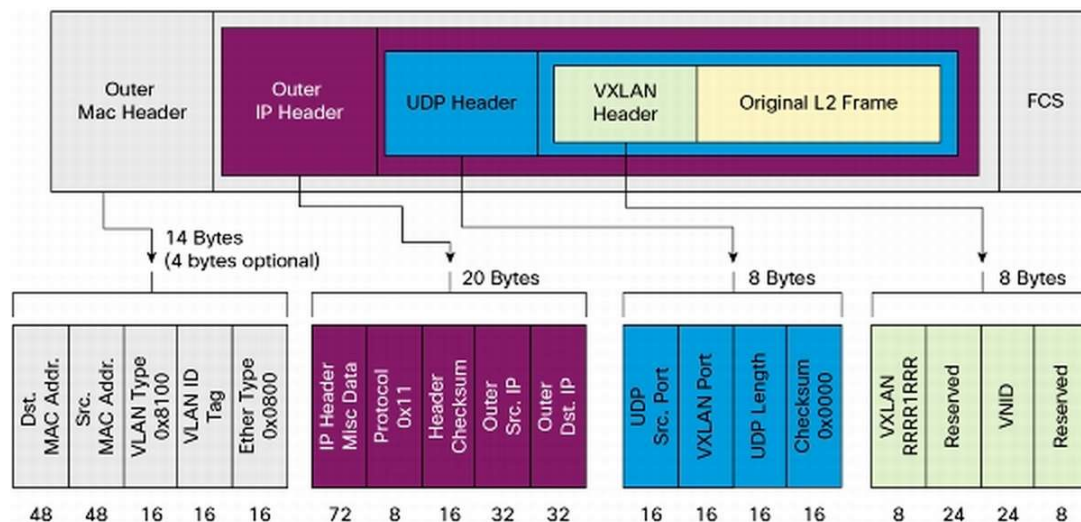 Outer
Mac Header
Outer
IP Header
UDP Header
VXLAN
Header
Original L2 Frame
FCS
14 Bytes
(4 bytes optional)
20 Bytes
8 Bytes
8 Bytes
Dst.
MAC Addr.
Src.
MAC Addr.
VLAN Type
0x8100
VLAN ID
Tag
Ether Type
0x0800
IP Header
MIsc Data
Protocol
0x11
Header
Checksum
Outer
Src. IP
Outer
Dst. IP
UDP
Src. Port
VXLAN Port
UDP Length
Checksum
0x0000
VXLAN
RRRR1RRR
Reserved
VNID
Reserved
48 48 16 16 16 72 8 16 32 32 16 16 16 16 8 24 24 8